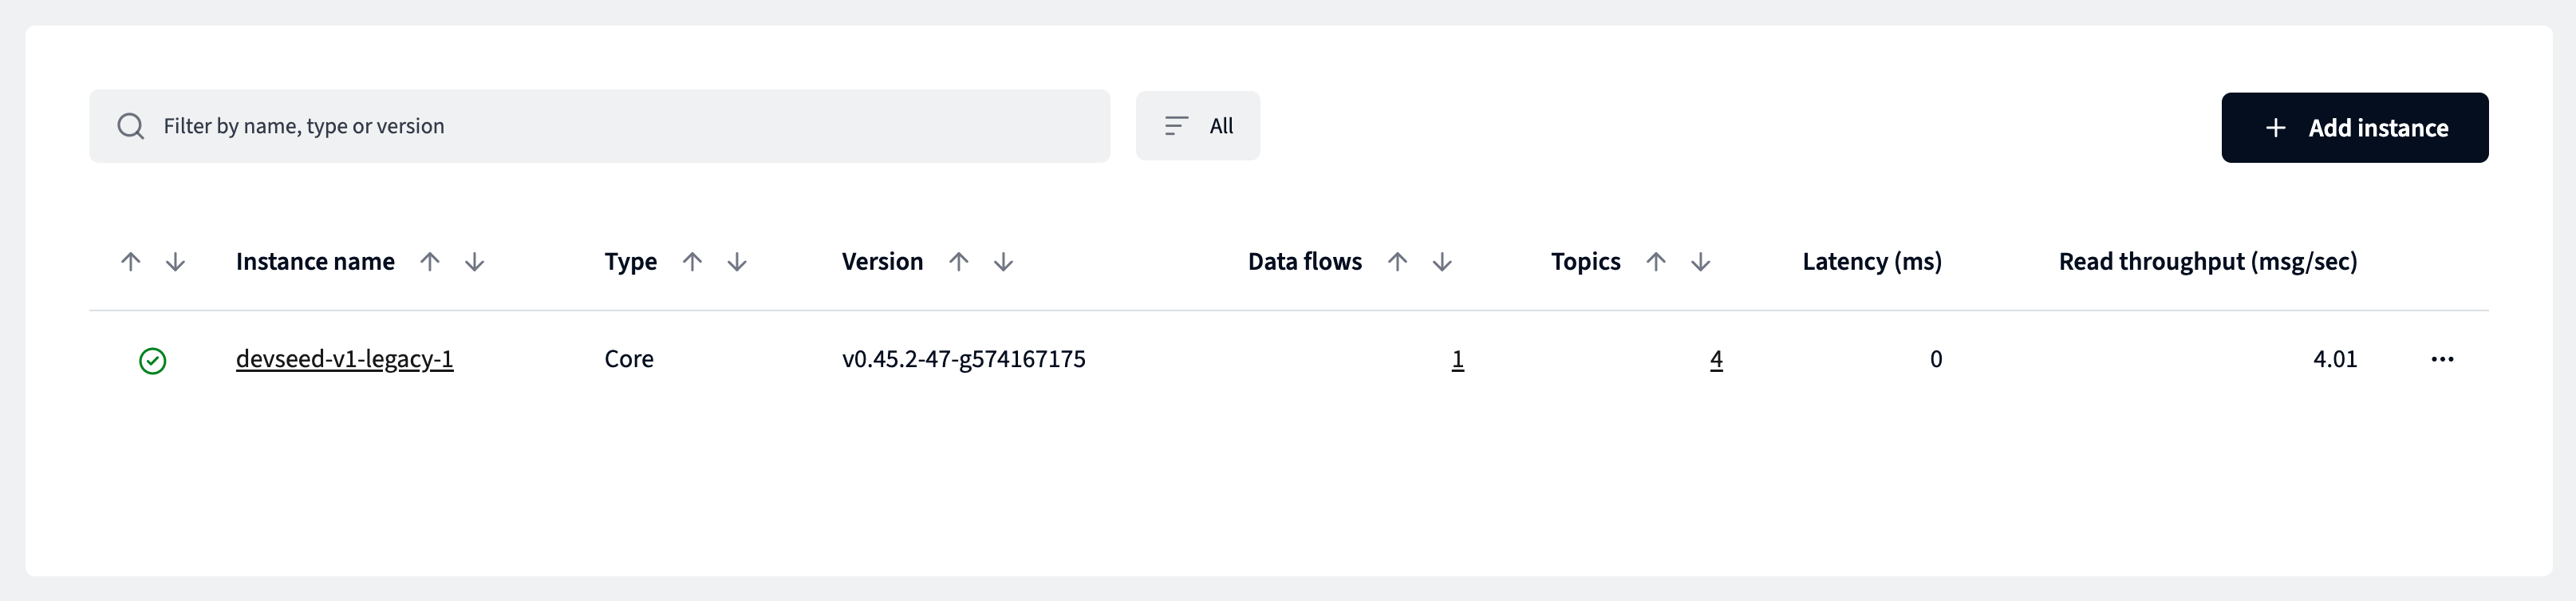 Filter by name, type or version
All
+ Add instance
Instance name Type Version Data flows Topics Latency (ms) Read throughput (msg/sec)
devseed-v1-legacy-1 Core v0.45.2-47-g574167175 1 4 0 4.01